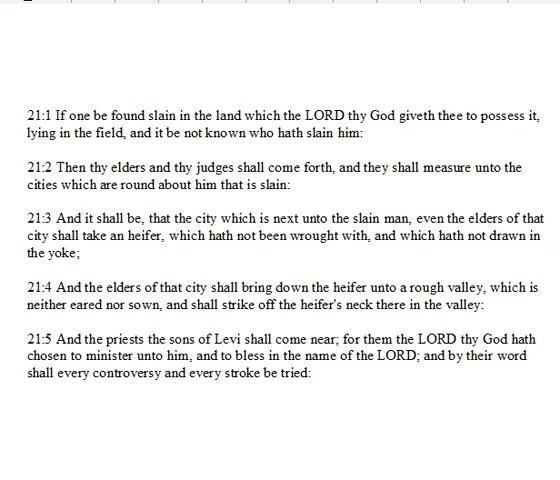 21:1 If one be found slain in the land which the LORD thy God giveth thee to possess it,
lying in the field, and it be not known who hath slain him:
21:2 Then thy elders and thy judges shall come forth, and they shall measure unto the
cities which are round about him that is slain:
21:3 And it shall be, that the city which is next unto the slain man, even the elders of that
city shall take an heifer, which hath not been wrought with, and which hath not drawn in
the yoke;
21:4 And the elders of that city shall bring down the heifer unto a rough valley, which is
neither eared nor sown, and shall strike off the heifer's neck there in the valley:
21:5 And the priests the sons of Levi shall come near; for them the LORD thy God hath
chosen to minister unto him, and to bless in the name of the LORD; and by their word
shall every controversy and every stroke be tried: